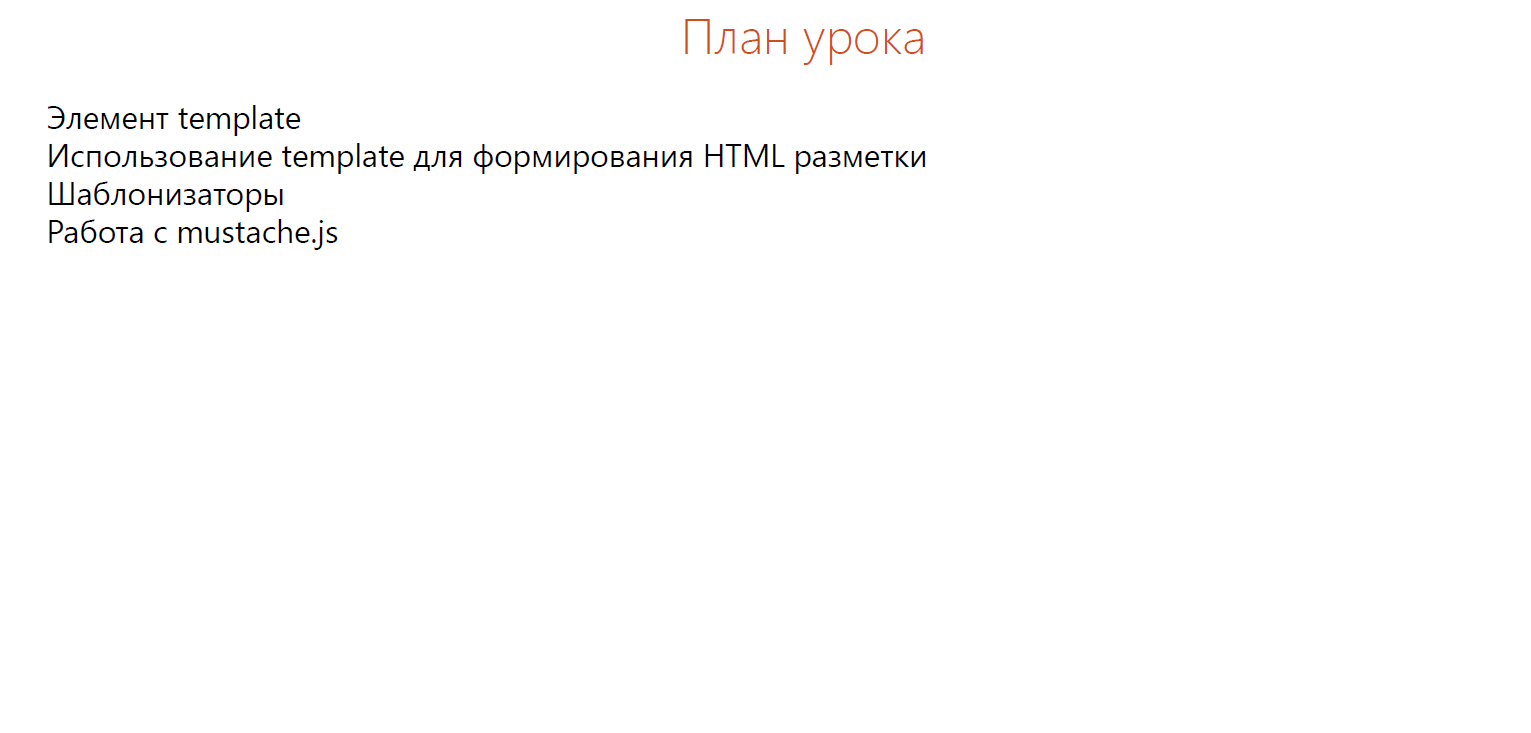 План урока
Элемент template
Использование template для формирования HTML разметки
Шаблонизаторы
Работа с mustache.js